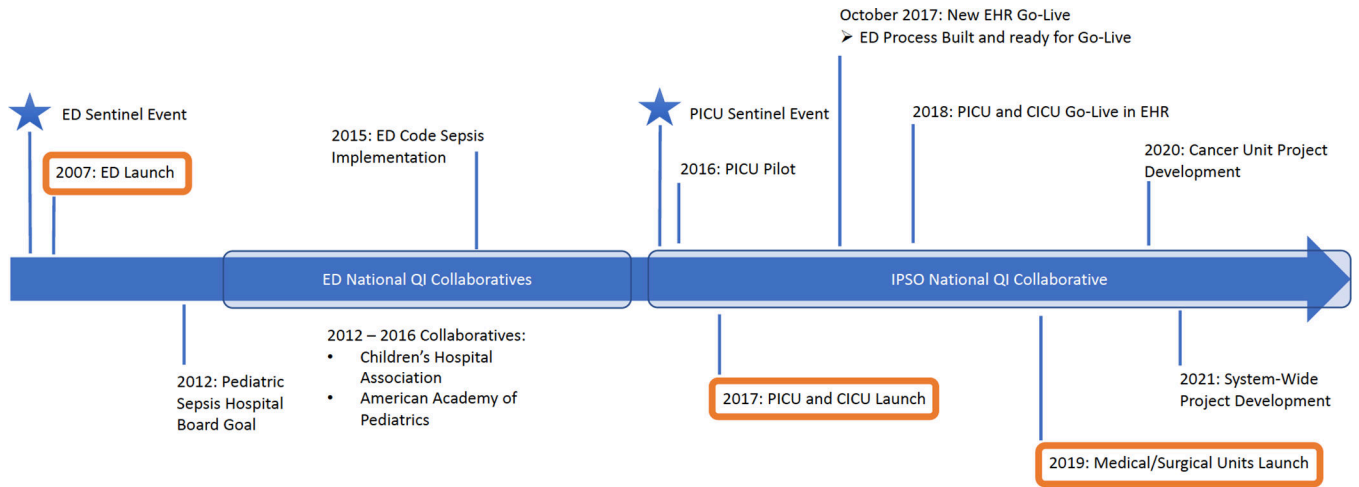 October 2017: New EHR Go-Live
➢ ED Process Built and ready for Go-Live
ED Sentinel Event
2007: ED Launch
2015: ED Code Sepsis
Implementation
PICU Sentinel Event
2016: PICU Pilot
2018: PICU and CICU Go-Live in EHR
2020: Cancer Unit Project
Development
ED National QI Collaboratives
IPSO National QI Collaborative
2012: Pediatric
Sepsis Hospital
Board Goal
2012 – 2016 Collaboratives:
• Children's Hospital
Association
• American Academy of
Pediatrics
2017: PICU and CICU Launch
2019: Medical/Surgical Units Launch
2021: System-Wide
Project Development